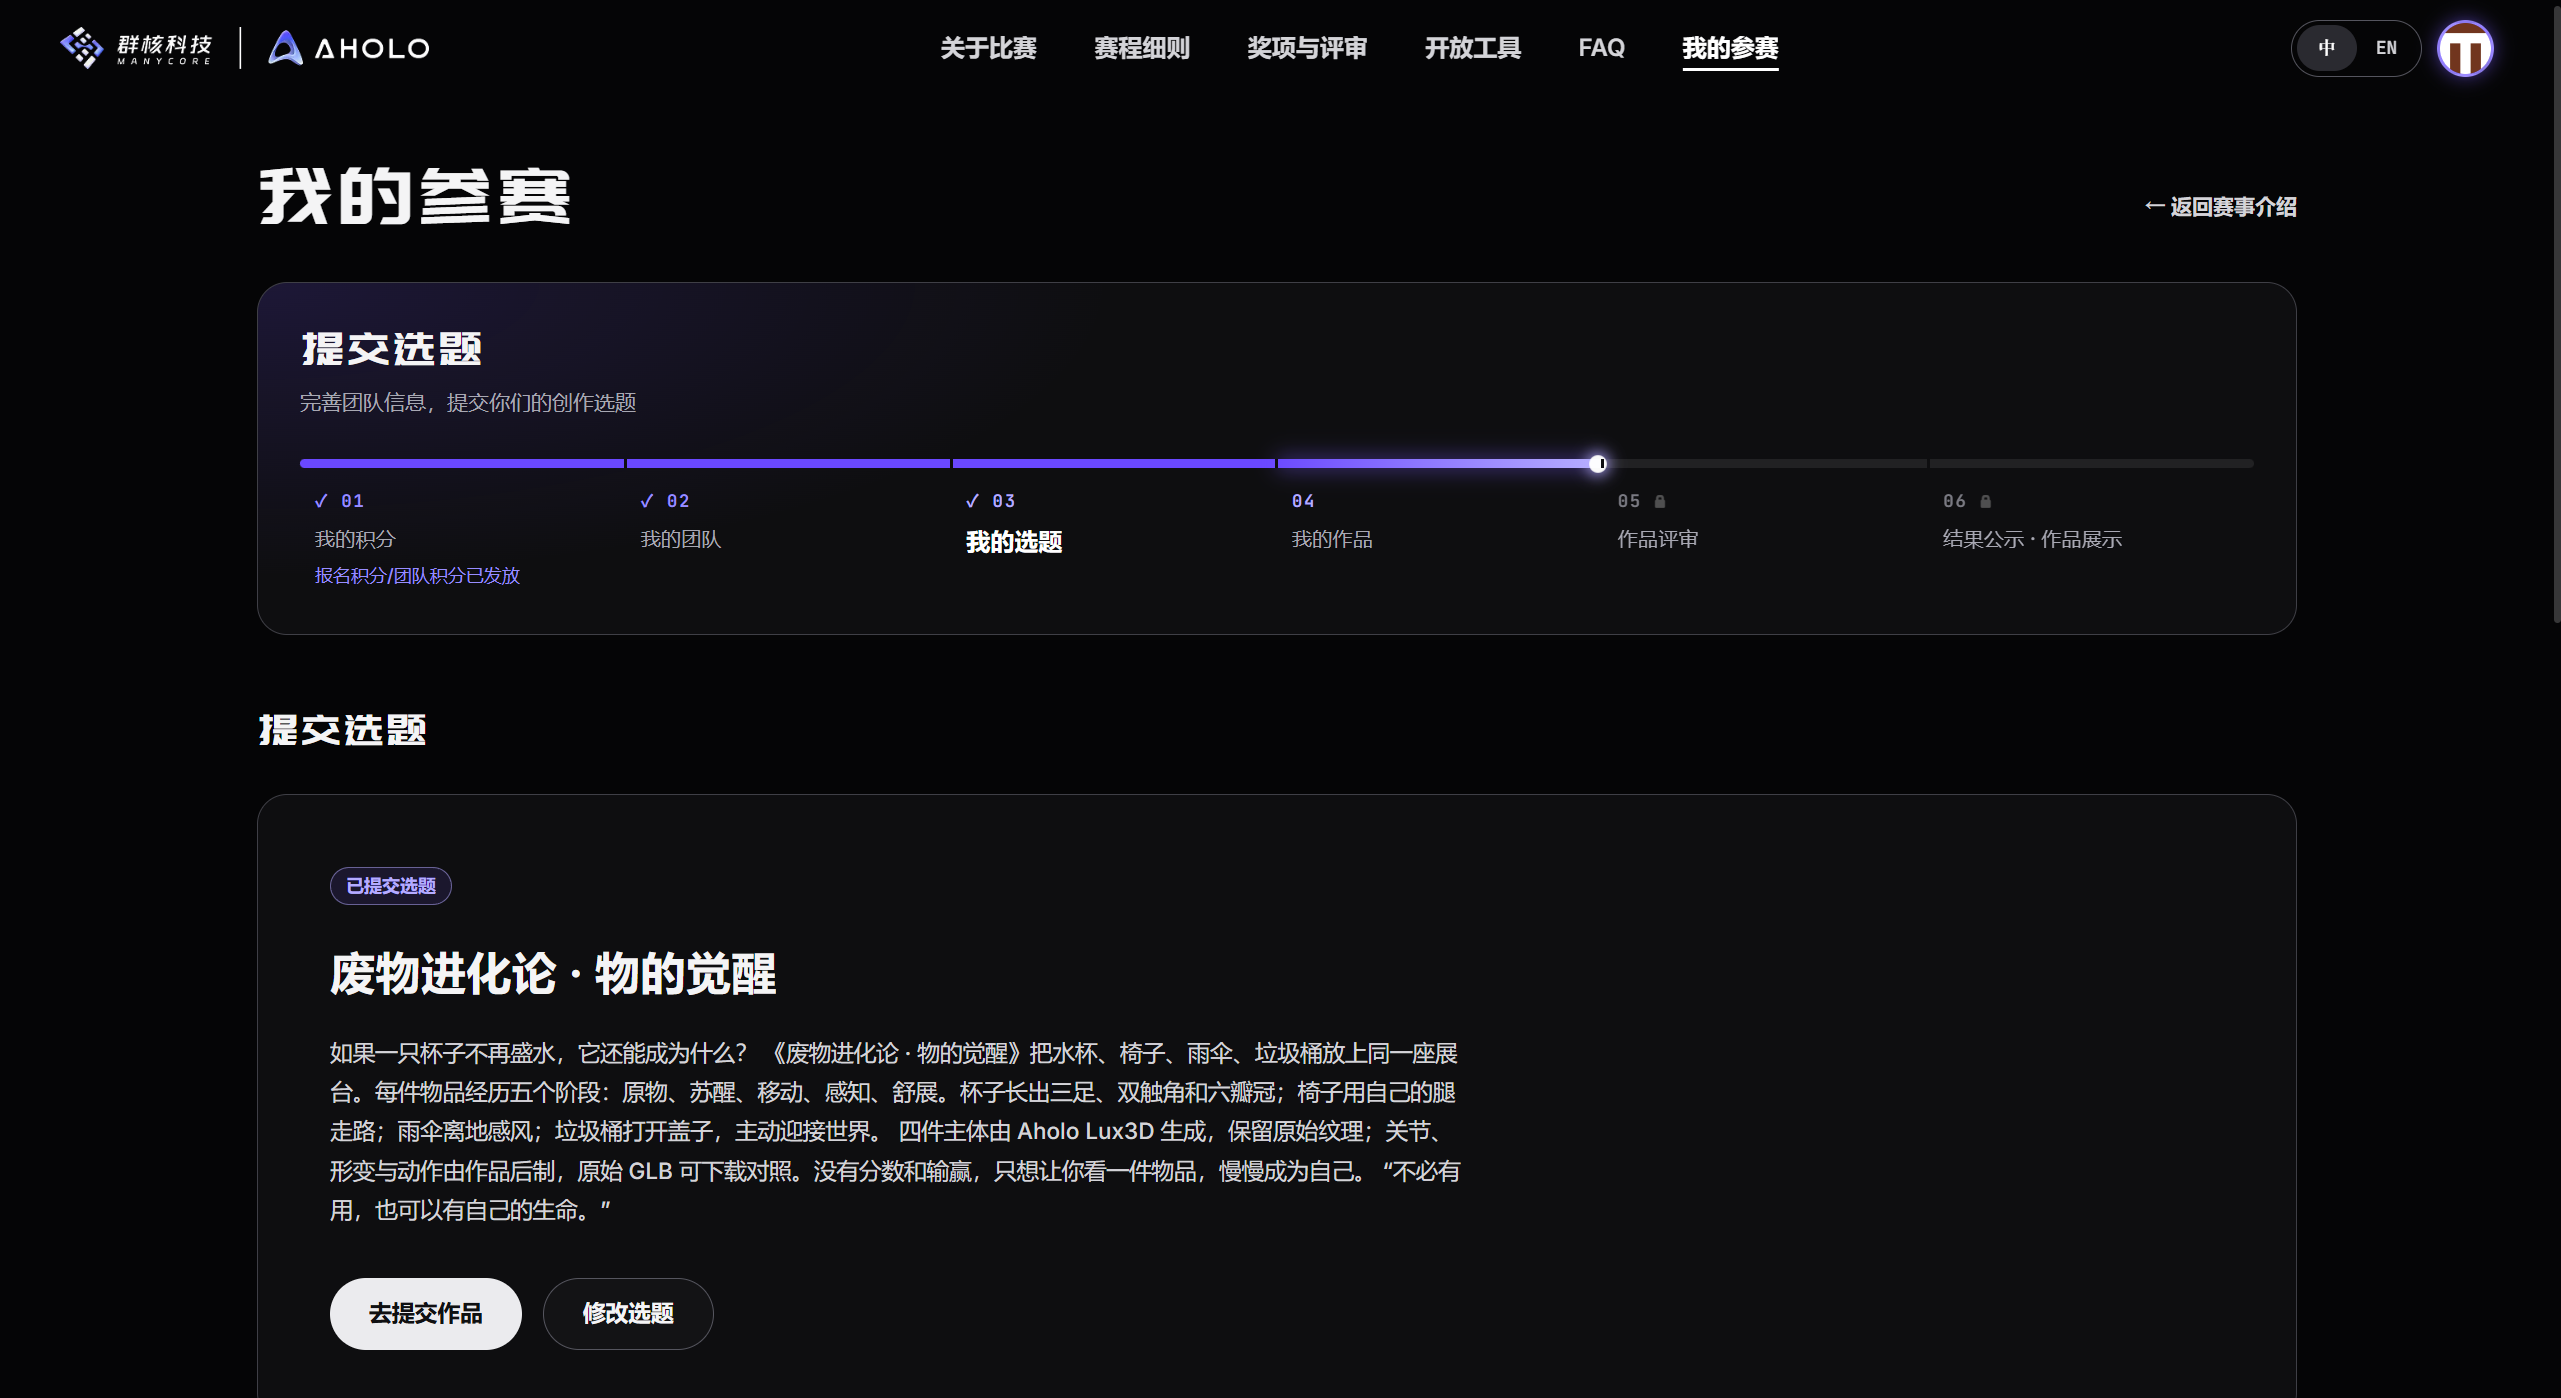 群核科技
MANYCORE
AHOLO
关于比赛
赛程细则
奖项与评审
开放工具
FAQ
我的参赛
中
EN
我的参赛
← 返回赛事介绍
提交选题
完善团队信息，提交你们的创作选题
✓ 01
我的积分
报名积分/团队积分已发放
✓ 02
我的团队
✓ 03
我的选题
04
我的作品
05
作品评审
06
结果公示 · 作品展示
提交选题
已提交选题
废物进化论 · 物的觉醒
如果一只杯子不再盛水，它还能成为什么？ 《废物进化论 · 物的觉醒》把水杯、椅子、雨伞、垃圾桶放上同一座展
台。每件物品经历五个阶段：原物、苏醒、移动、感知、舒展。杯子长出三足、双触角和六瓣冠；椅子用自己的腿
走路；雨伞离地感风；垃圾桶打开盖子，主动迎接世界。 四件主体由 Aholo Lux3D 生成，保留原始纹理；关节、
形变与动作由作品后制，原始 GLB 可下载对照。没有分数和输赢，只想让你看一件物品，慢慢成为自己。 “不必有
用，也可以有自己的生命。”
去提交作品
修改选题